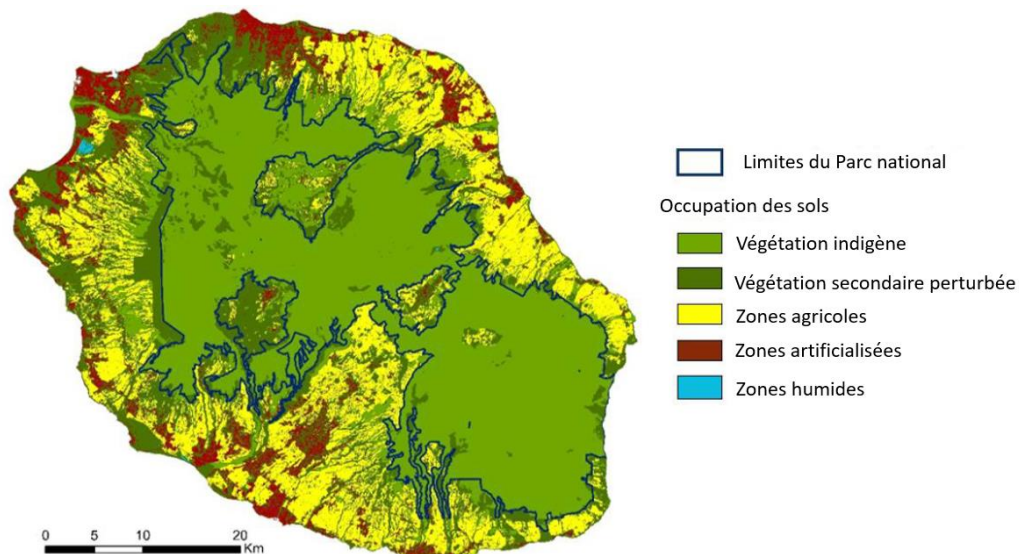 Limites du Parc national
Occupation des sols
Végétation indigène
Végétation secondaire perturbée
Zones agricoles
Zones artificialisées
Zones humides
0 5 10 20
Km